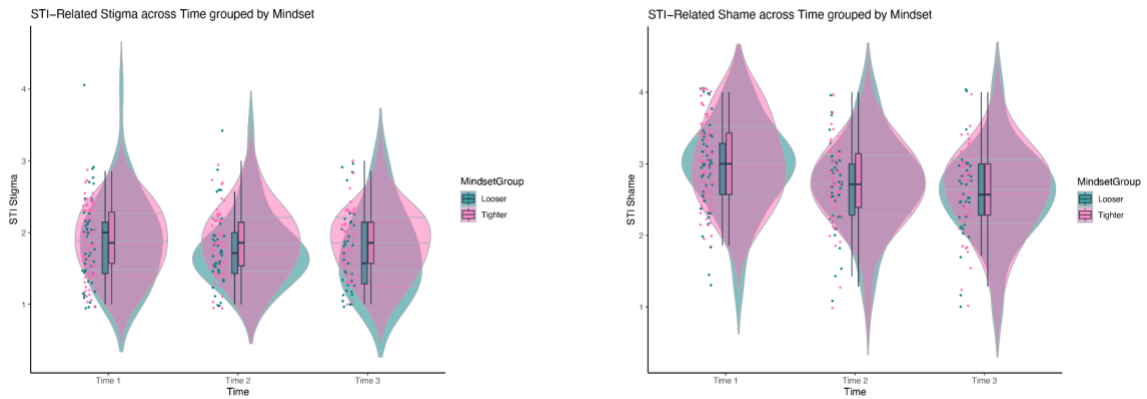 STI-Related Stigma across Time grouped by Mindset
STI Stigma
4
3
2
1
Time 1
Time 2
Time 3
Time
MindsetGroup
Looser
Tighter
STI-Related Shame across Time grouped by Mindset
STI Shame
4
3
2
1
Time 1
Time 2
Time 3
Time
MindsetGroup
Looser
Tighter